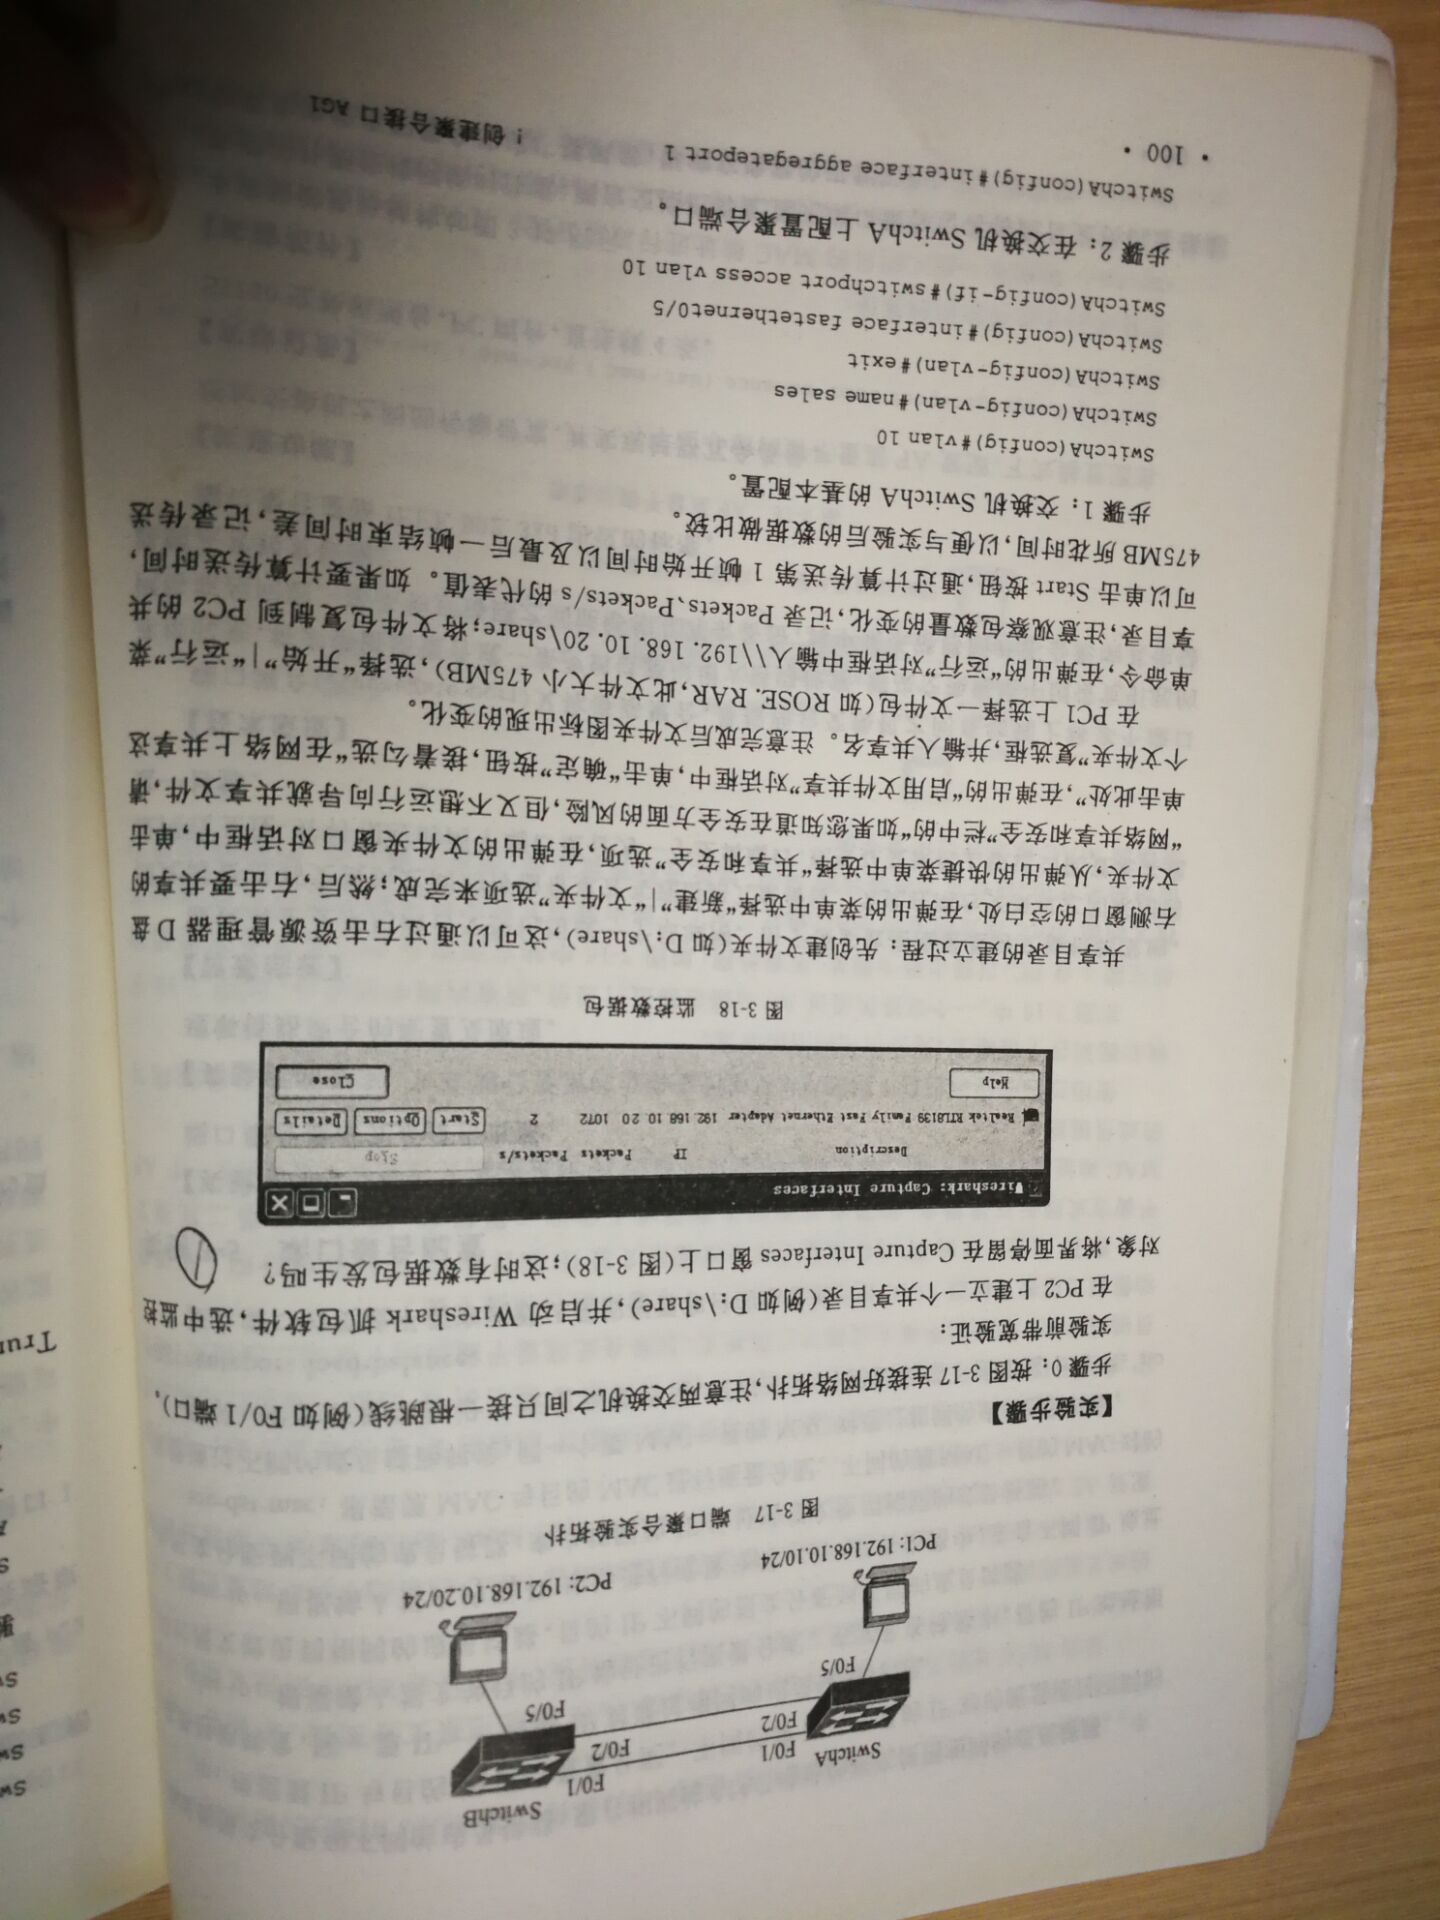 SwitchB
F0/1
SwitchA
F0/1
F0/2
F0/2
F0/5
F0/5
PC2: 192.168.10.20/24
PC1: 192.168.10.10/24
图 3-17 端口聚合实验拓扑
【实验步骤】
步骤 0: 按图 3-17 连接好网络拓扑,注意两交换机之间只接一根跳线(例如 F0/1 端口)。
实验前带宽验证:
在 PC2 上建立一个共享目录(例如 D:\share),并启动 Wireshark 抓包软件,选中监控
对象,将界面停留在 Capture Interfaces 窗口上(图 3-18);这时有数据包发生吗?
①
Wireshark: Capture Interfaces
Description IP Packets Packets/s Stop
Realtek RTL8139 Family Fast Ethernet Adapter 192.168.10.20 1072 2 Start Options Details
Help Close
图 3-18 监控数据包
共享目录的建立过程: 先创建文件夹(如 D:\share),这可以通过右击资源管理器 D 盘
右测窗口的空白处,在弹出的菜单中选择“新建”|“文件夹”选项来完成;然后,右击要共享的
文件夹,从弹出的快捷菜单中选择“共享和安全”选项,在弹出的文件夹窗口对话框中,单击
“网络共享和安全”栏中的“如果您知道在安全方面的风险,但又不想运行向导就共享文件,请
单击此处”,在弹出的“启用文件共享”对话框中,单击“确定”按钮,接着勾选“在网络上共享这
个文件夹”复选框,并输入共享名。注意完成后文件夹图标出现的变化。
在 PC1 上选择一文件包(如 ROSE.RAR,此文件大小 475MB),选择“开始”|“运行”菜
单命令,在弹出的“运行”对话框中输入\\192.168.10.20\share;将文件包复制到 PC2 的共
享目录,注意观察包数量的变化,记录 Packets、Packets/s 的代表值。如果要计算传送时间,
可以单击 Start 按钮,通过计算传送第 1 帧开始时间以及最后一帧结束时间差,记录传送
475MB 所花时间,以便与实验后的数据做比较。
步骤 1: 交换机 SwitchA 的基本配置。
SwitchA(config)#vlan 10
SwitchA(config-vlan)#name sales
SwitchA(config-vlan)#exit
SwitchA(config)#interface fastethernet0/5
SwitchA(config-if)#switchport access vlan 10
步骤 2: 在交换机 SwitchA 上配置聚合端口。
SwitchA(config)#interface aggregateport 1 !创建聚合接口 AG1
· 100 ·